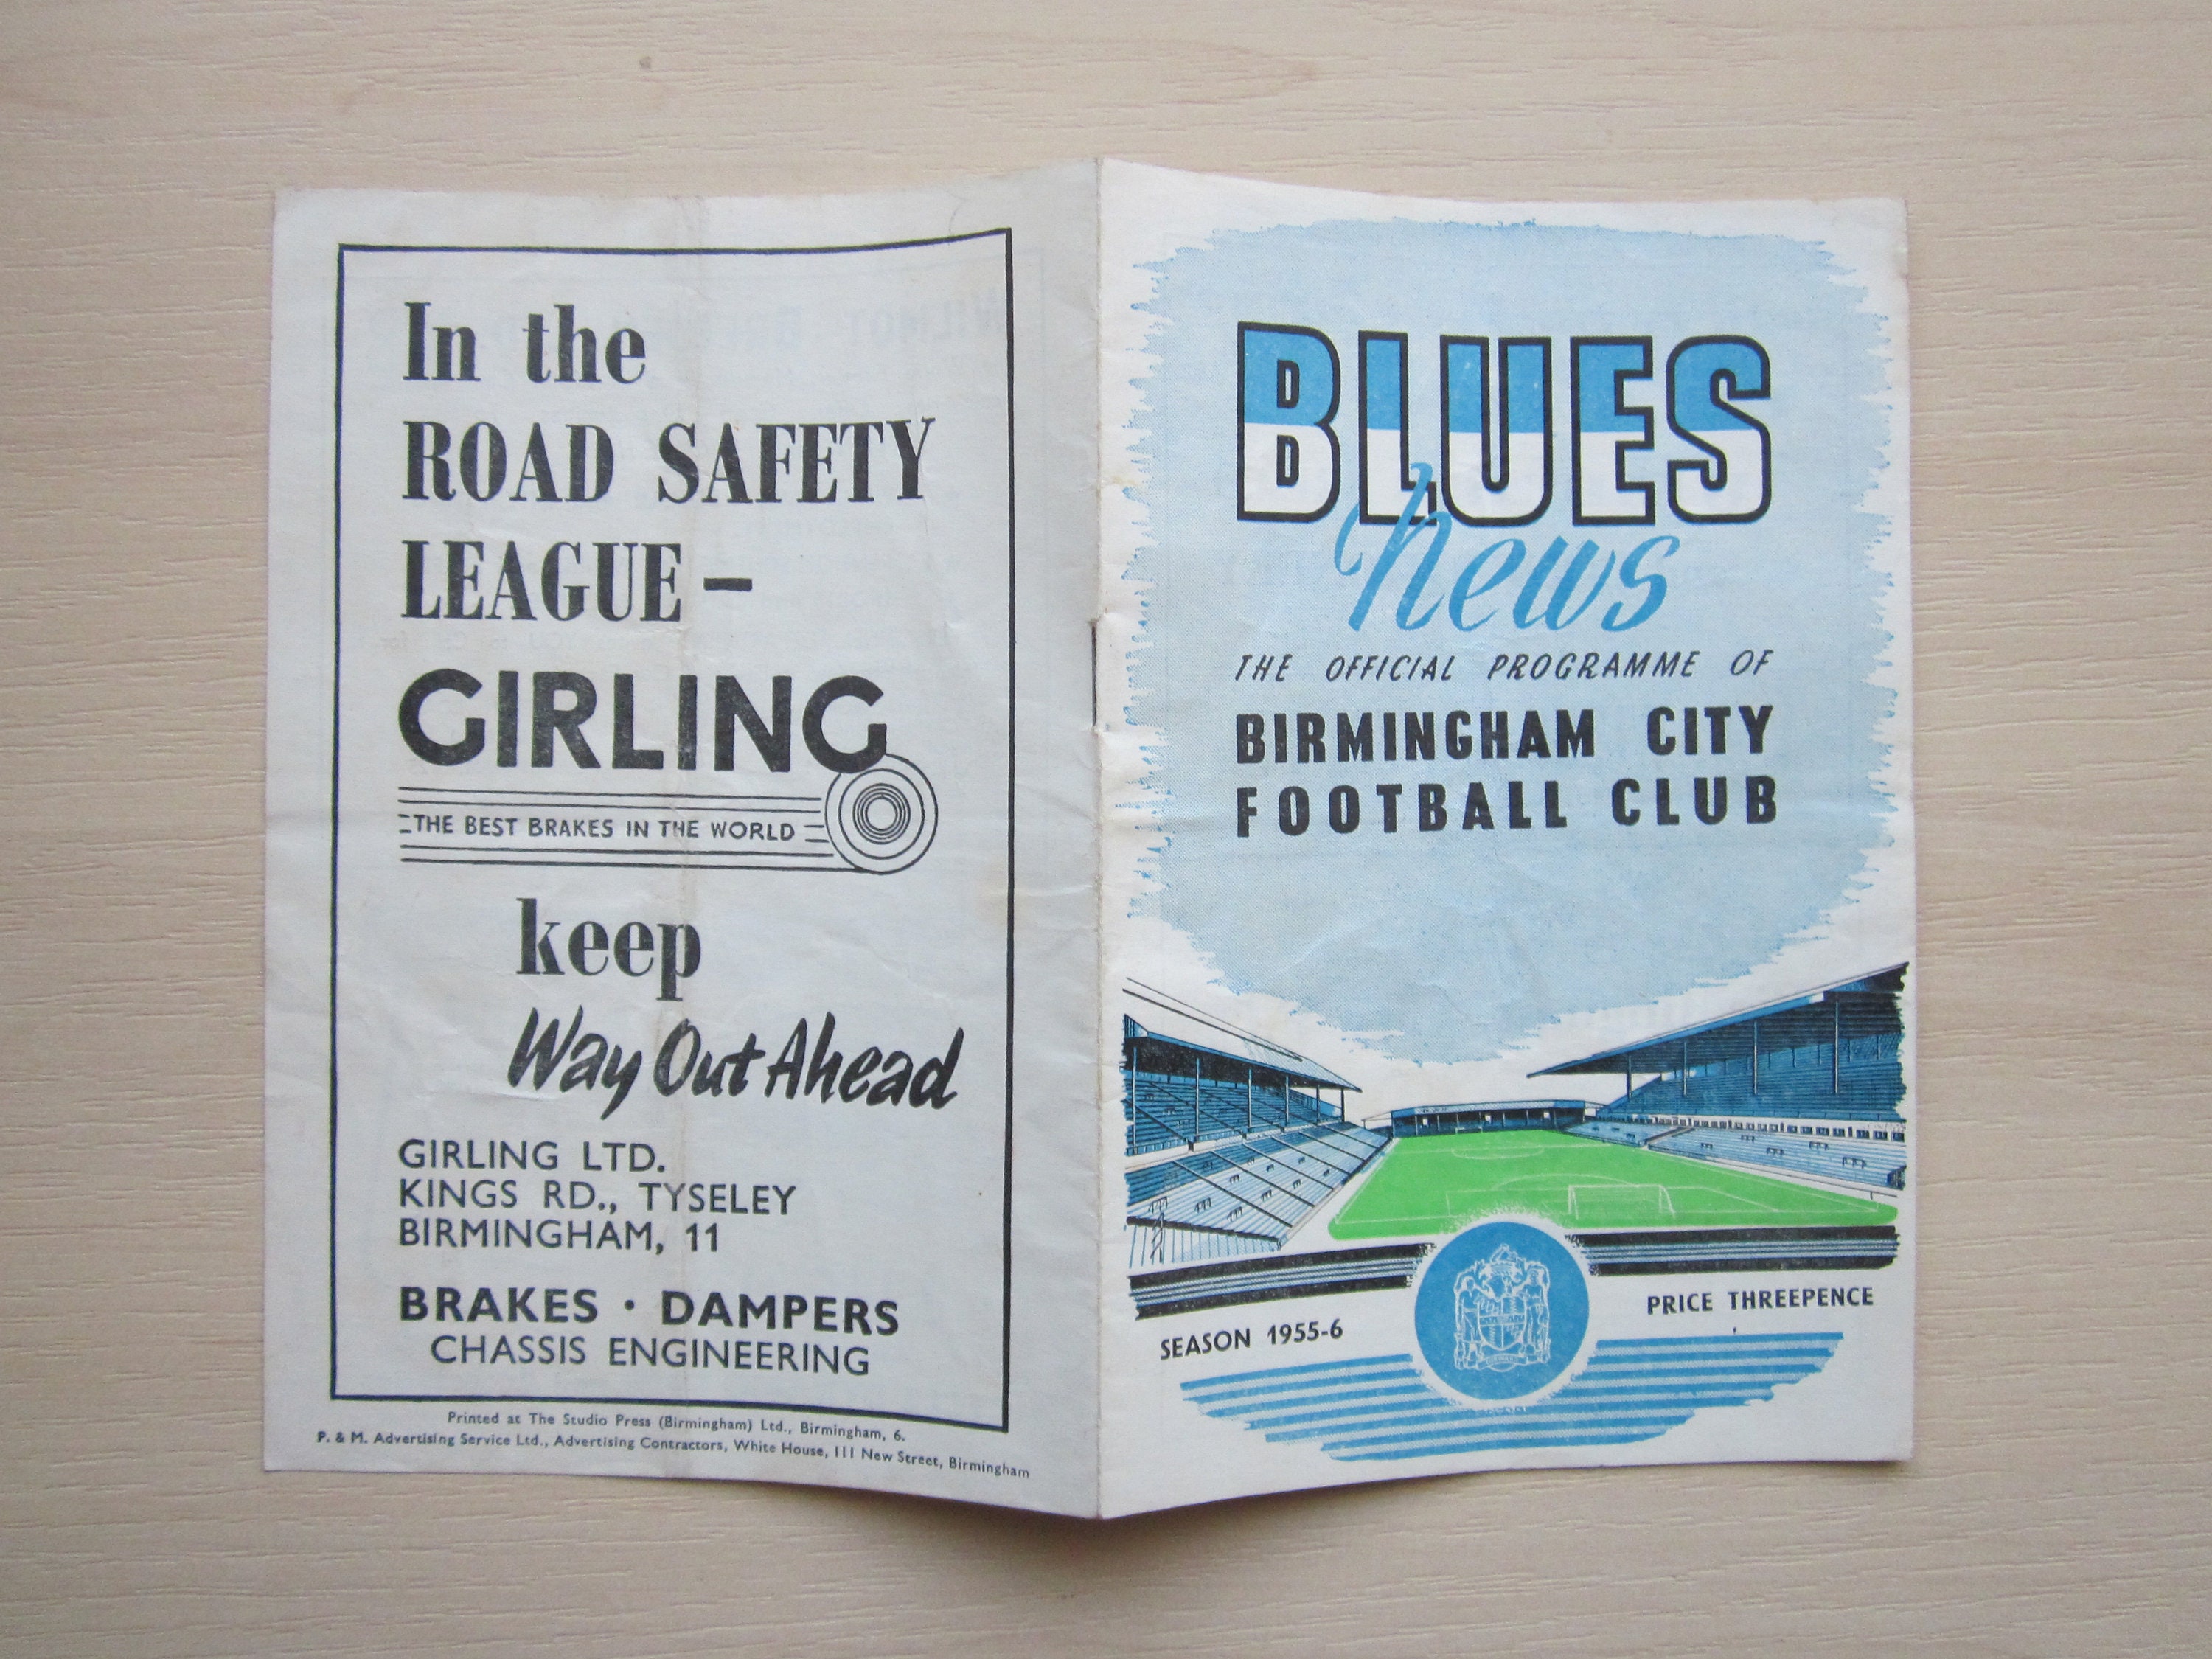 In the
ROAD SAFETY
LEAGUE –
GIRLING
THE BEST BRAKES IN THE WORLD
keep
Way Out Ahead
GIRLING LTD.
KINGS RD., TYSELEY
BIRMINGHAM, 11
BRAKES · DAMPERS
CHASSIS ENGINEERING
Printed at The Studio Press (Birmingham) Ltd., Birmingham, 6.
P. & M. Advertising Service Ltd., Advertising Contractors, White House, 111 New Street, Birmingham
BLUES
News
THE OFFICIAL PROGRAMME OF
BIRMINGHAM CITY
FOOTBALL CLUB
SEASON 1955-6
PRICE THREEPENCE